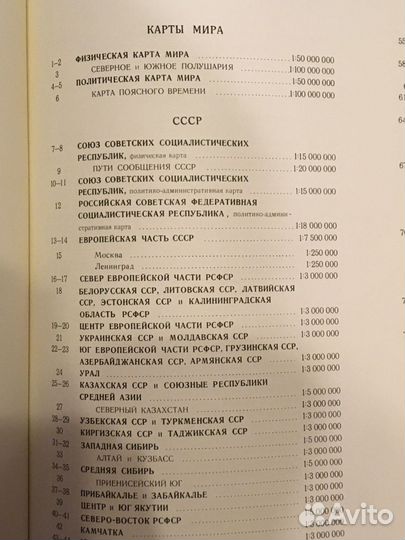 КАРТЫ МИРА
1–2 ФИЗИЧЕСКАЯ КАРТА МИРА 1:50 000 000
3 СЕВЕРНОЕ и ЮЖНОЕ ПОЛУШАРИЯ 1:100 000 000
4–5 ПОЛИТИЧЕСКАЯ КАРТА МИРА 1:50 000 000
6 КАРТА ПОЯСНОГО ВРЕМЕНИ 1:100 000 000
СССР
7–8 СОЮЗ СОВЕТСКИХ СОЦИАЛИСТИЧЕСКИХ
РЕСПУБЛИК, физическая карта 1:15 000 000
9 ПУТИ СООБЩЕНИЯ СССР 1:20 000 000
10–11 СОЮЗ СОВЕТСКИХ СОЦИАЛИСТИЧЕСКИХ
РЕСПУБЛИК, политико-административная карта 1:15 000 000
12 РОССИЙСКАЯ СОВЕТСКАЯ ФЕДЕРАТИВНАЯ
СОЦИАЛИСТИЧЕСКАЯ РЕСПУБЛИКА, политико-админи-
стративная карта 1:18 000 000
13–14 ЕВРОПЕЙСКАЯ ЧАСТЬ СССР 1:7 500 000
15 Москва 1:250 000
Ленинград 1:250 000
16–17 СЕВЕР ЕВРОПЕЙСКОЙ ЧАСТИ РСФСР 1:3 000 000
18 БЕЛОРУССКАЯ ССР, ЛИТОВСКАЯ ССР, ЛАТВИЙСКАЯ
ССР, ЭСТОНСКАЯ ССР и КАЛИНИНГРАДСКАЯ
ОБЛАСТЬ РСФСР 1:3 000 000
19–20 ЦЕНТР ЕВРОПЕЙСКОЙ ЧАСТИ РСФСР 1:3 000 000
21 УКРАИНСКАЯ ССР и МОЛДАВСКАЯ ССР 1:3 000 000
22–23 ЮГ ЕВРОПЕЙСКОЙ ЧАСТИ РСФСР, ГРУЗИНСКАЯ ССР,
АЗЕРБАЙДЖАНСКАЯ ССР, АРМЯНСКАЯ ССР 1:3 000 000
24 УРАЛ 1:3 000 000
25–26 КАЗАХСКАЯ ССР и СОЮЗНЫЕ РЕСПУБЛИКИ
СРЕДНЕЙ АЗИИ 1:5 000 000
27 СЕВЕРНЫЙ КАЗАХСТАН 1:3 000 000
28–29 УЗБЕКСКАЯ ССР и ТУРКМЕНСКАЯ ССР 1:3 000 000
30 КИРГИЗСКАЯ ССР и ТАДЖИКСКАЯ ССР 1:3 000 000
31–32 ЗАПАДНАЯ СИБИРЬ 1:5 000 000
33 АЛТАЙ и КУЗБАСС 1:3 000 000
34–35 СРЕДНЯЯ СИБИРЬ 1:5 000 000
36 ПРИЕНИСЕЙСКИЙ ЮГ 1:3 000 000
37–38 ПРИБАЙКАЛЬЕ и ЗАБАЙКАЛЬЕ 1:3 000 000
39 ЦЕНТР и ЮГ ЯКУТИИ
40–41 СЕВЕРО-ВОСТОК РСФСР
42 КАМЧАТКА
Avito